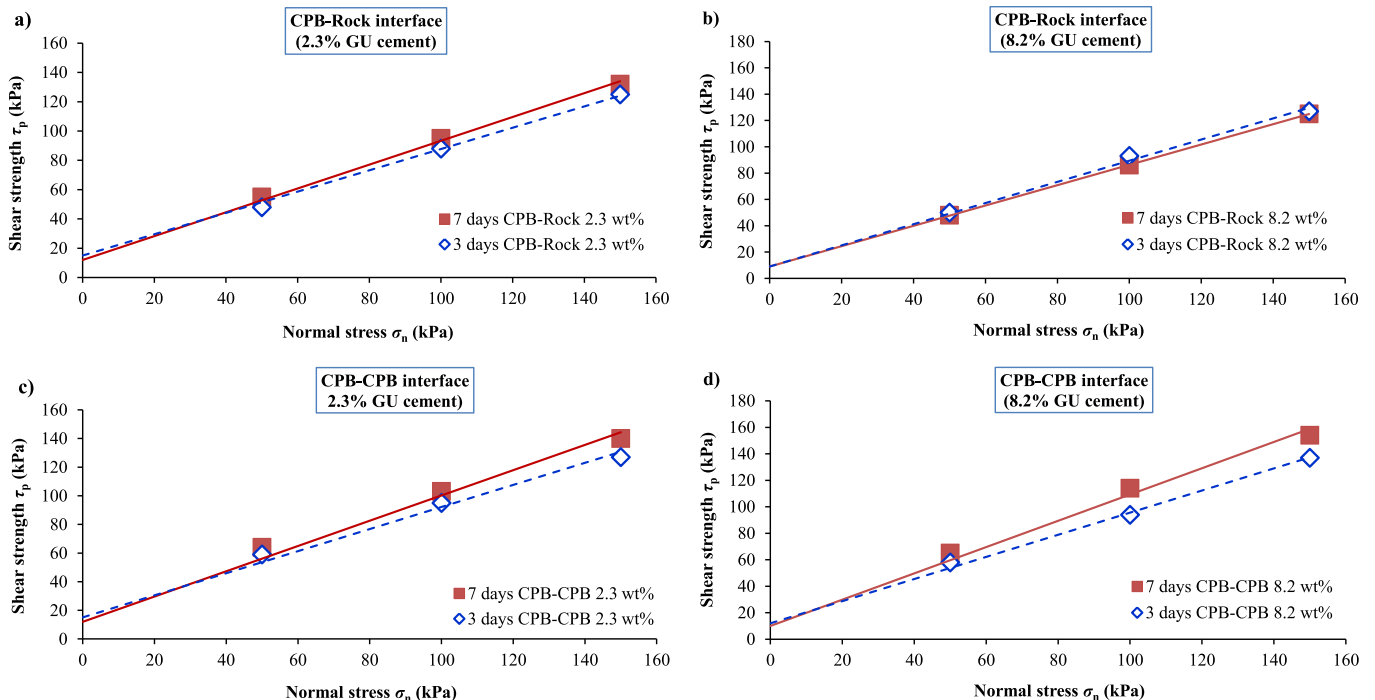 a)
CPB-Rock interface
(2.3% GU cement)
Shear strength τp (kPa)
160
140
120
100
80
60
40
20
0
7 days CPB-Rock 2.3 wt%
3 days CPB-Rock 2.3 wt%
0 20 40 60 80 100 120 140 160
Normal stress σn (kPa)
b)
CPB-Rock interface
(8.2% GU cement)
Shear strength τp (kPa)
180
160
140
120
100
80
60
40
20
0
7 days CPB-Rock 8.2 wt%
3 days CPB-Rock 8.2 wt%
0 20 40 60 80 100 120 140 160
Normal stress σn (kPa)
c)
CPB-CPB interface
2.3% GU cement)
Shear strength τp (kPa)
160
140
120
100
80
60
40
20
0
7 days CPB-CPB 2.3 wt%
3 days CPB-CPB 2.3 wt%
0 20 40 60 80 100 120 140 160
Normal stress σn (kPa)
d)
CPB-CPB interface
(8.2% GU cement)
Shear strength τp (kPa)
180
160
140
120
100
80
60
40
20
0
7 days CPB-CPB 8.2 wt%
3 days CPB-CPB 8.2 wt%
0 20 40 60 80 100 120 140 160
Normal stress σn (kPa)